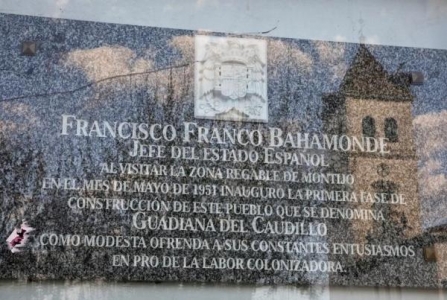 FRANCISCO FRANCO BAHAMONDE
JEFE DEL ESTADO ESPAÑOL
AL VISITAR LA ZONA REGABLE DE MONTIJO
EN EL MES DE MAYO DE 1951 INAUGURO LA PRIMERA FASE DE
CONSTRUCCION DE ESTE PUEBLO QUE SE DENOMINA
GUADIANA DEL CAUDILLO
COMO MODESTA OFRENDA A SUS CONSTANTES ENTUSIASMOS
EN PRO DE LA LABOR COLONIZADORA.